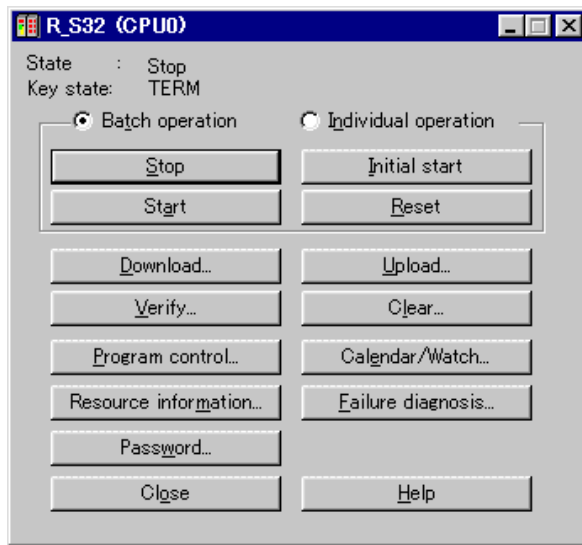 R_S32 (CPU0)
State : Stop
Key state: TERM
Batch operation Individual operation
Stop Initial start
Start Reset
Download... Upload...
Verify... Clear...
Program control... Calendar/Watch...
Resource information... Failure diagnosis...
Password...
Close Help